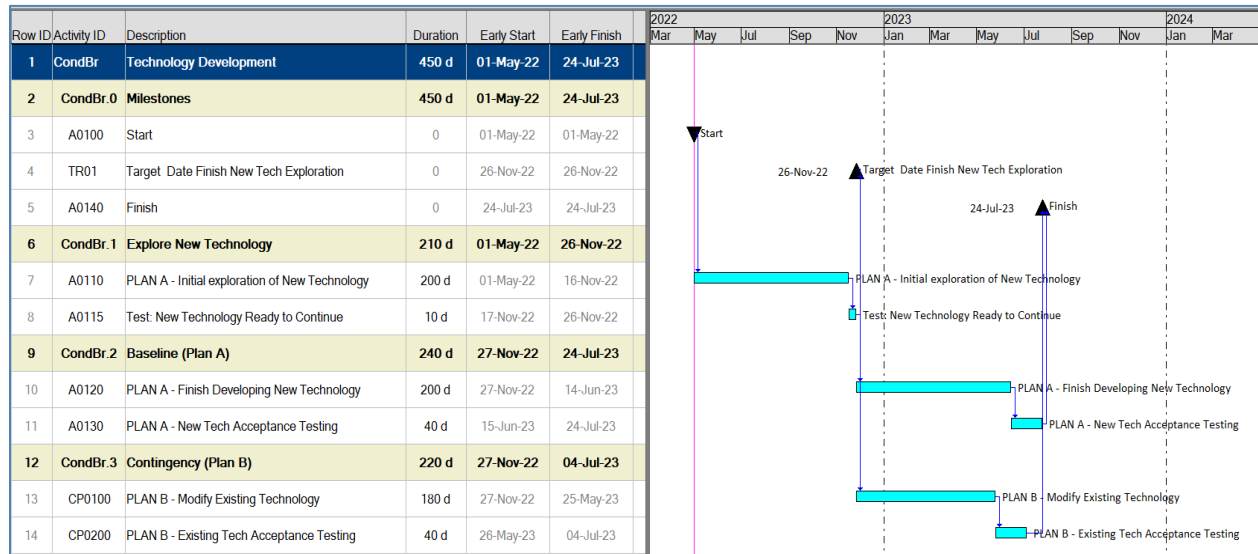 2022 2023 2024
Row ID Activity ID Description Duration Early Start Early Finish Mar May Jul Sep Nov Jan Mar May Jul Sep Nov Jan Mar
1 CondBr Technology Development 450 d 01-May-22 24-Jul-23
2 CondBr.0 Milestones 450 d 01-May-22 24-Jul-23
3 A0100 Start 0 01-May-22 01-May-22 Start
4 TR01 Target Date Finish New Tech Exploration 0 26-Nov-22 26-Nov-22 26-Nov-22 Target Date Finish New Tech Exploration
5 A0140 Finish 0 24-Jul-23 24-Jul-23 24-Jul-23 Finish
6 CondBr.1 Explore New Technology 210 d 01-May-22 26-Nov-22
7 A0110 PLAN A - Initial exploration of New Technology 200 d 01-May-22 16-Nov-22 PLAN A - Initial exploration of New Technology
8 A0115 Test: New Technology Ready to Continue 10 d 17-Nov-22 26-Nov-22 Test: New Technology Ready to Continue
9 CondBr.2 Baseline (Plan A) 240 d 27-Nov-22 24-Jul-23
10 A0120 PLAN A - Finish Developing New Technology 200 d 27-Nov-22 14-Jun-23 PLAN A - Finish Developing New Technology
11 A0130 PLAN A - New Tech Acceptance Testing 40 d 15-Jun-23 24-Jul-23 PLAN A - New Tech Acceptance Testing
12 CondBr.3 Contingency (Plan B) 220 d 27-Nov-22 04-Jul-23
13 CP0100 PLAN B - Modify Existing Technology 180 d 27-Nov-22 25-May-23 PLAN B - Modify Existing Technology
14 CP0200 PLAN B - Existing Tech Acceptance Testing 40 d 26-May-23 04-Jul-23 PLAN B - Existing Tech Acceptance Testing